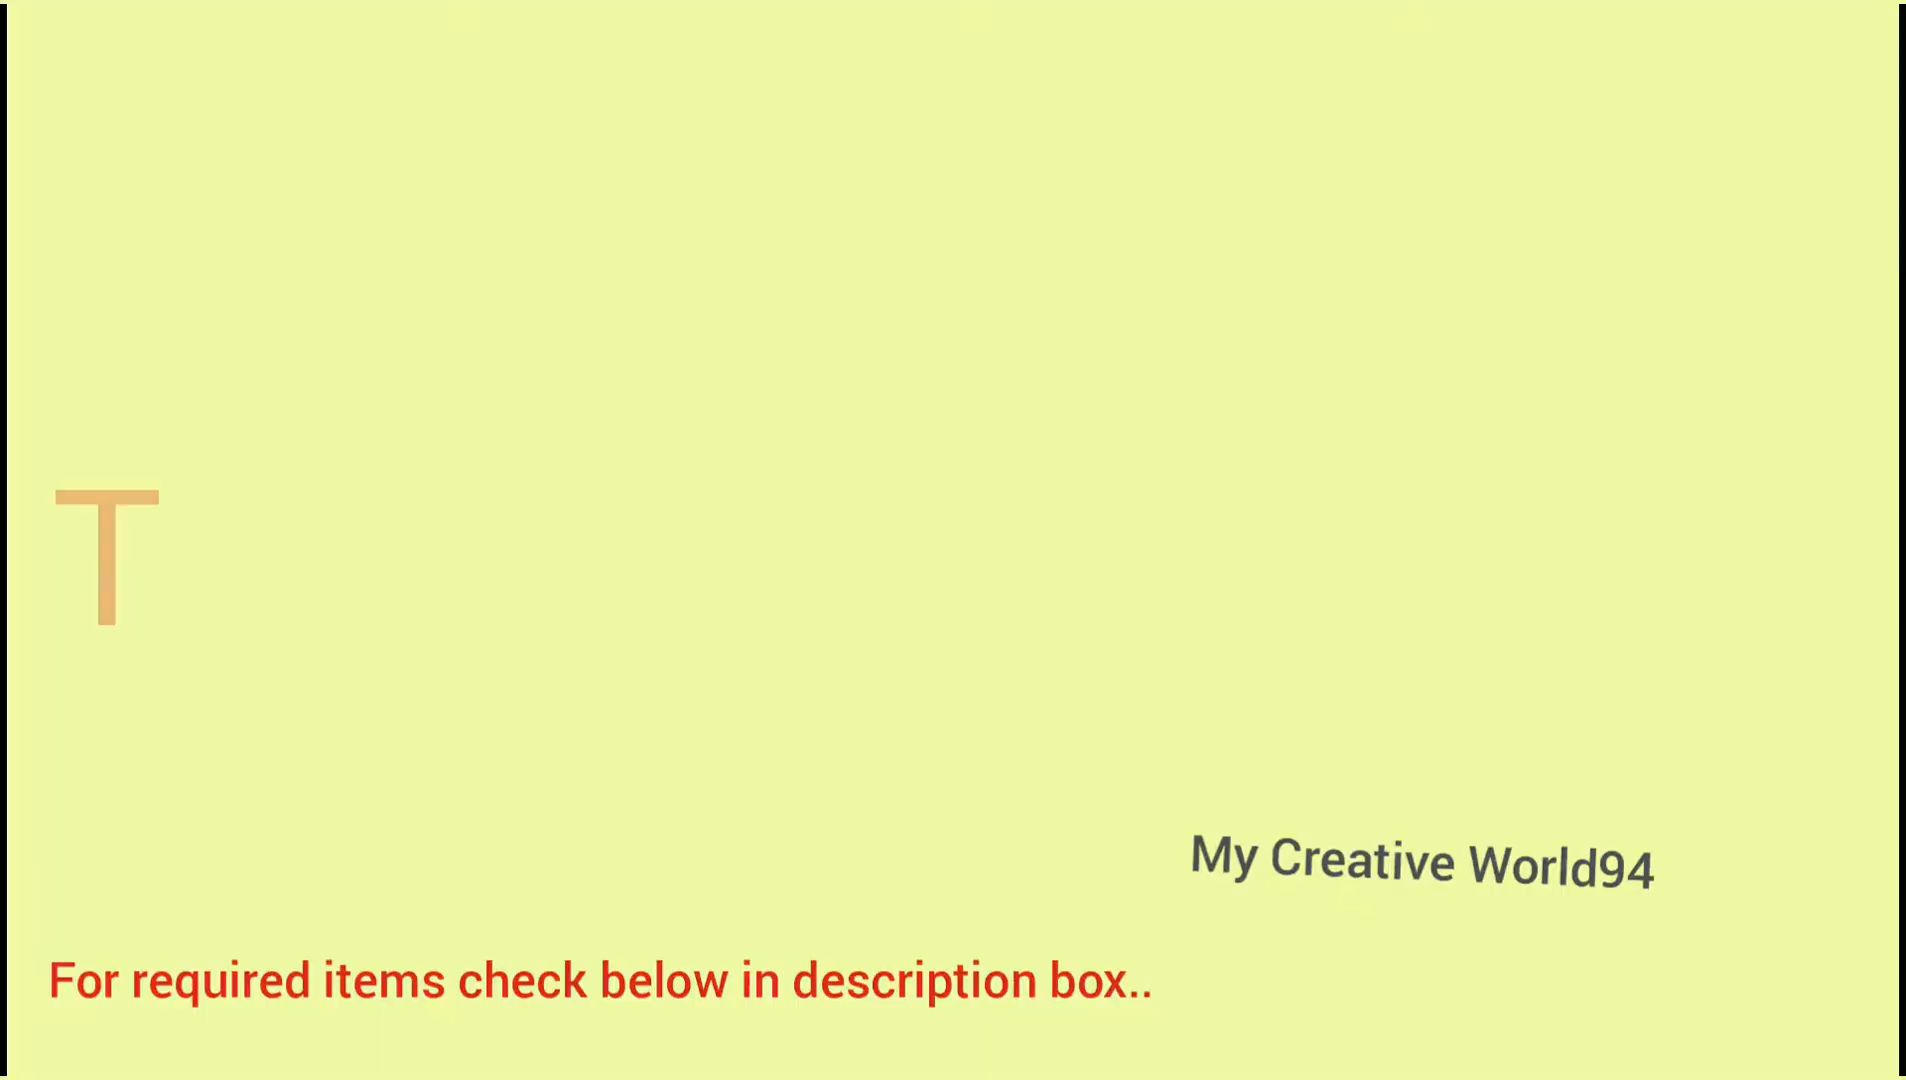 T
My Creative World94
For required items check below in description box..